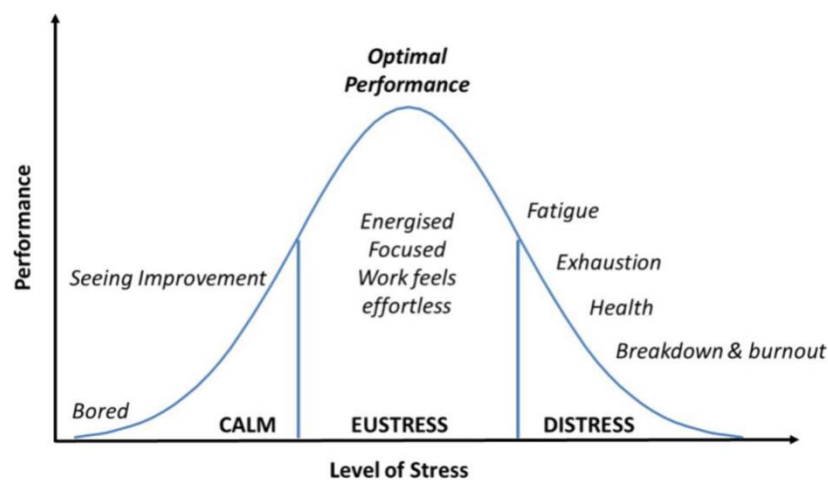 Optimal
Performance
Performance
Energised
Focused
Work feels
effortless
Fatigue
Exhaustion
Health
Breakdown & burnout
Seeing Improvement
Bored
CALM
EUSTRESS
DISTRESS
Level of Stress